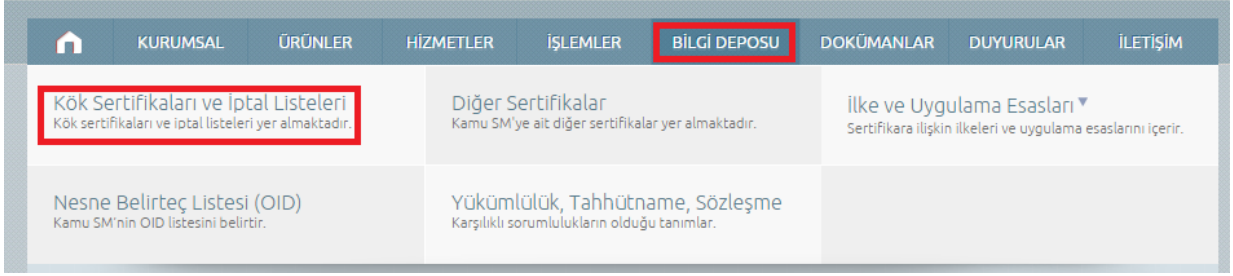 KURUMSAL ÜRÜNLER HİZMETLER İŞLEMLER BİLGİ DEPOSU DOKÜMANLAR DUYURULAR İLETİŞİM
Kök Sertifikaları ve İptal Listeleri
Kök sertifikaları ve iptal listeleri yer almaktadır.
Diğer Sertifikalar
Kamu SM'ye ait diğer sertifikalar yer almaktadır.
İlke ve Uygulama Esasları
Sertifikara ilişkin ilkeleri ve uygulama esaslarını içerir.
Nesne Belirteç Listesi (OID)
Kamu SM'nin OID listesini belirtir.
Yükümlülük, Tahhütname, Sözleşme
Karşılıklı sorumlulukların olduğu tanımlar.